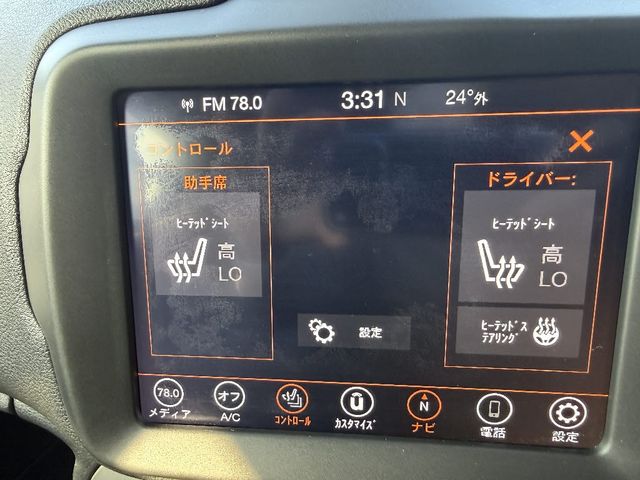 FM 78.0
3:31 N
24°外
コントロール
助手席
ヒーテッドシート
高
LO
ドライバー:
ヒーテッドシート
高
LO
ヒーテッドス
テアリング
設定
78.0
メディア
オフ
A/C
コントロール
カスタマイズ
N
ナビ
電話
設定